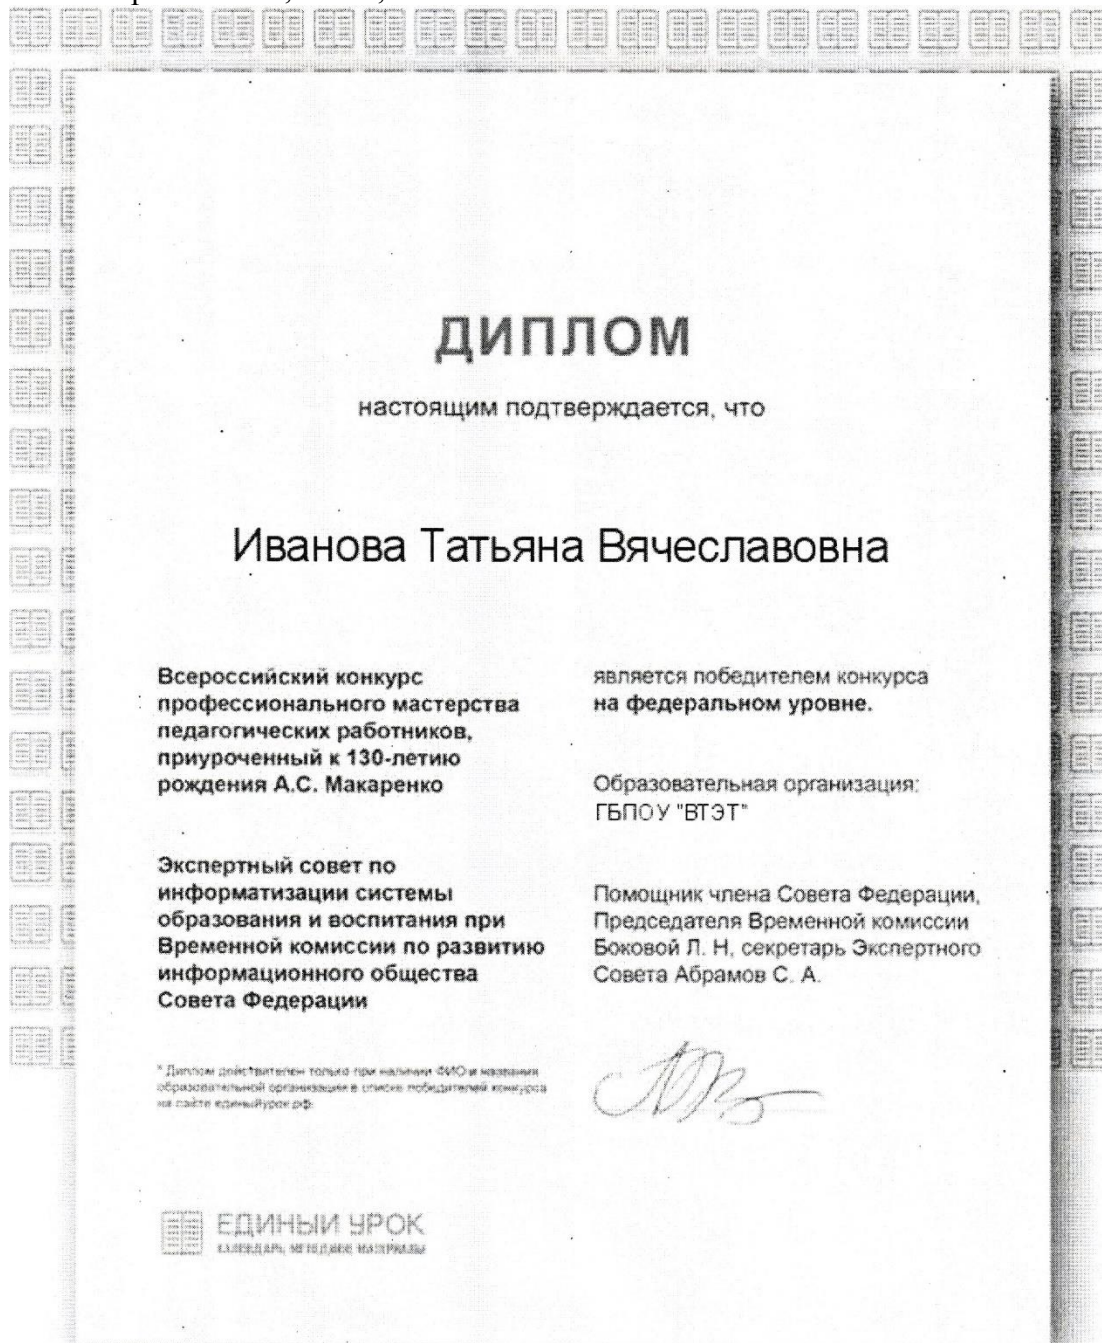 ДИПЛОМ
настоящим подтверждается, что
Иванова Татьяна Вячеславовна
Всероссийский конкурс
профессионального мастерства
педагогических работников,
приуроченный к 130-летию
рождения А.С. Макаренко
Экспертный совет по
информатизации системы
образования и воспитания при
Временной комиссии по развитию
информационного общества
Совета Федерации
* Диплом действителен только при наличии ФИО и названия
образовательной организации в списке победителей конкурса
на сайте единыйурок.рф.
является победителем конкурса
на федеральном уровне.
Образовательная организация:
ГБПОУ "ВТЭТ"
Помощник члена Совета Федерации,
Председателя Временной комиссии
Боковой Л. Н, секретарь Экспертного
Совета Абрамов С. А.
ЕДИНЫЙ УРОК
КАЛЕНДАРЬ, МЕТОДИКИ, МАТЕРИАЛЫ